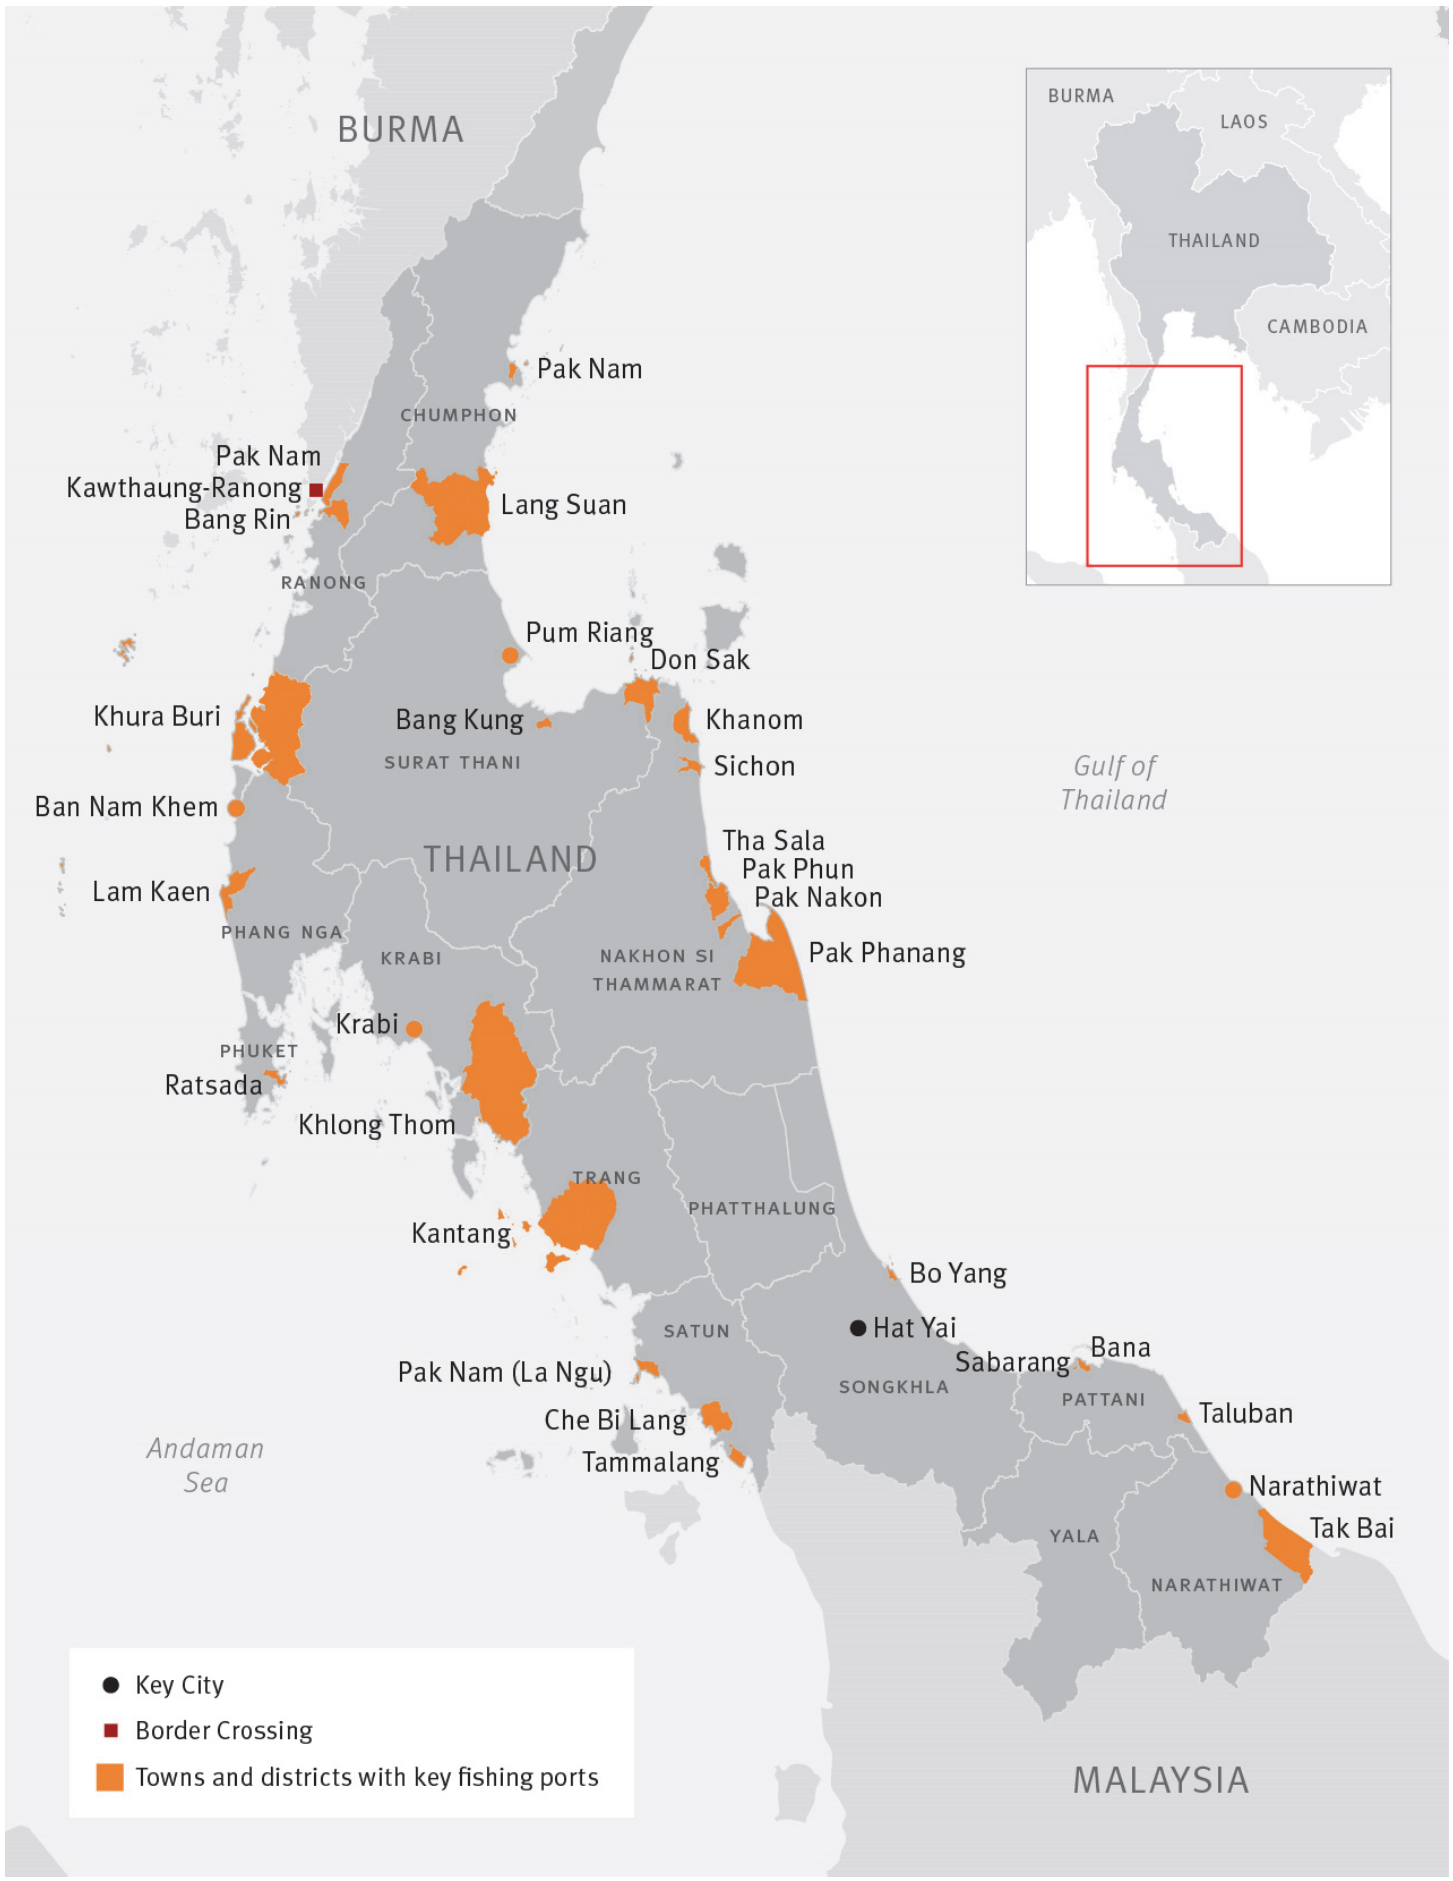 BURMA
BURMA
LAOS
THAILAND
CAMBODIA
Pak Nam
CHUMPHON
Pak Nam
Kawthaung-Ranong
Bang Rin
Lang Suan
RANONG
Pum Riang
Don Sak
Khura Buri
Bang Kung
Khanom
SURAT THANI
Sichon
Gulf of
Thailand
Ban Nam Khem
THAILAND
Tha Sala
Pak Phun
Pak Nakon
Lam Kaen
PHANG NGA
KRABI
NAKHON SI
THAMMARAT
Pak Phanang
Krabi
PHUKET
Ratsada
Khlong Thom
TRANG
PHATTHALUNG
Kantang
Bo Yang
SATUN
Hat Yai
Bana
Sabarang
Pak Nam (La Ngu)
SONGKHLA
PATTANI
Taluban
Che Bi Lang
Tammalang
Andaman
Sea
Narathiwat
Tak Bai
YALA
NARATHIWAT
Key City
Border Crossing
Towns and districts with key fishing ports
MALAYSIA